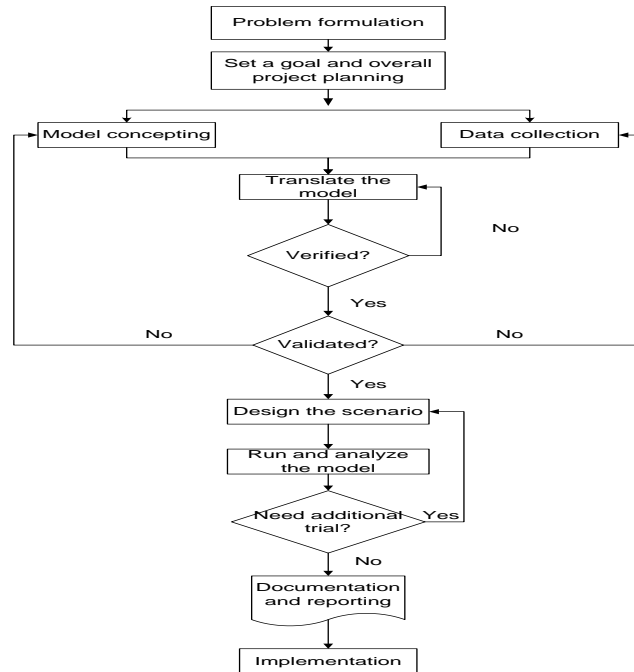 Problem formulation
Set a goal and overall
project planning
Model concepting
Data collection
Translate the
model
No
Verified?
Yes
No
Validated?
No
Yes
Design the scenario
Run and analyze
the model
Need additional
trial?
Yes
No
Documentation
and reporting
Implementation